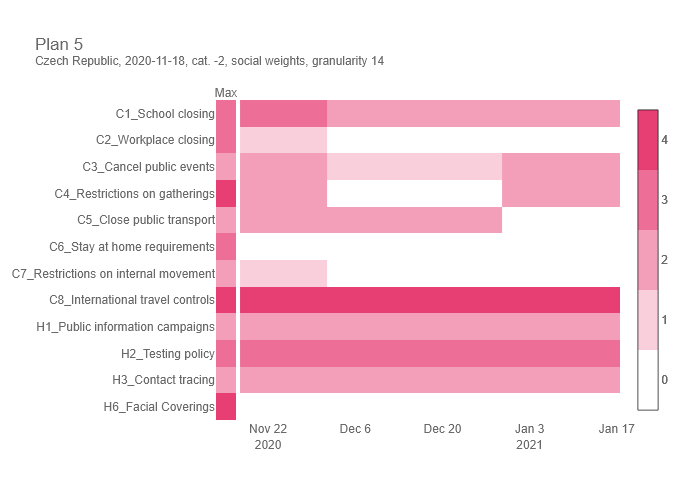 Plan 5
Czech Republic, 2020-11-18, cat. -2, social weights, granularity 14
Max
C1_School closing
C2_Workplace closing
C3_Cancel public events
C4_Restrictions on gatherings
C5_Close public transport
C6_Stay at home requirements
C7_Restrictions on internal movement
C8_International travel controls
H1_Public information campaigns
H2_Testing policy
H3_Contact tracing
H6_Facial Coverings
4
3
2
1
0
Nov 22 Dec 6 Dec 20 Jan 3 Jan 17
2020 2021